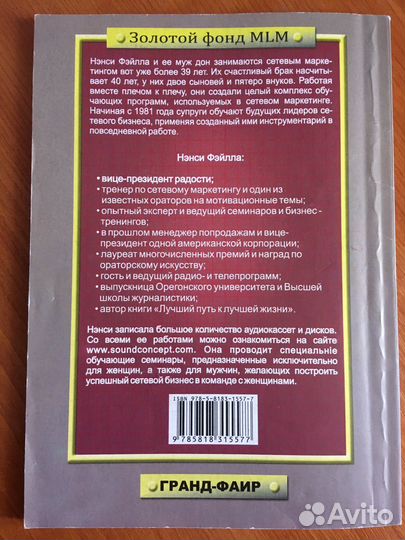 Золотой фонд MLM
Нэнси Фэйлла и ее муж дон занимаются сетевым марке-
тингом вот уже более 39 лет. Их счастливый брак насчиты-
вает 40 лет, у них двое сыновей и пятеро внуков. Работая
вместе плечом к плечу, они создали целый комплекс обу-
чающих программ, используемых в сетевом маркетинге.
Начиная с 1981 года супруги обучают будущих лидеров се-
тевого бизнеса, применяя созданный ими инструментарий в
повседневной работе.
Нэнси Фэйлла:
• вице-президент радости;
• тренер по сетевому маркетингу и один из
известных ораторов на мотивационные темы;
• опытный эксперт и ведущий семинаров и бизнес -
тренингов;
• в прошлом менеджер попродажам и вице-
президент одной американской корпорации;
• лауреат многочисленных премий и наград по
ораторскому искусству;
• гость и ведущий радио- и телепрограмм;
• выпускница Орегонского университета и Высшей
школы журналистики;
• автор книги «Лучший путь к лучшей жизни».
Нэнси записала большое количество аудиокассет и дисков.
Со всеми ее работами можно ознакомиться на сайте
www.soundconcept.com. Она проводит специальніе
обучающие семинары, предназначенные исключительно
для женщин, а также для мужчин, желающих построить
успешный сетевой бизнес в команде с женщинами.
ISBN 978-5-8183-1557-7
9 785818 315577
ГРАНД-ФАИР
Avito